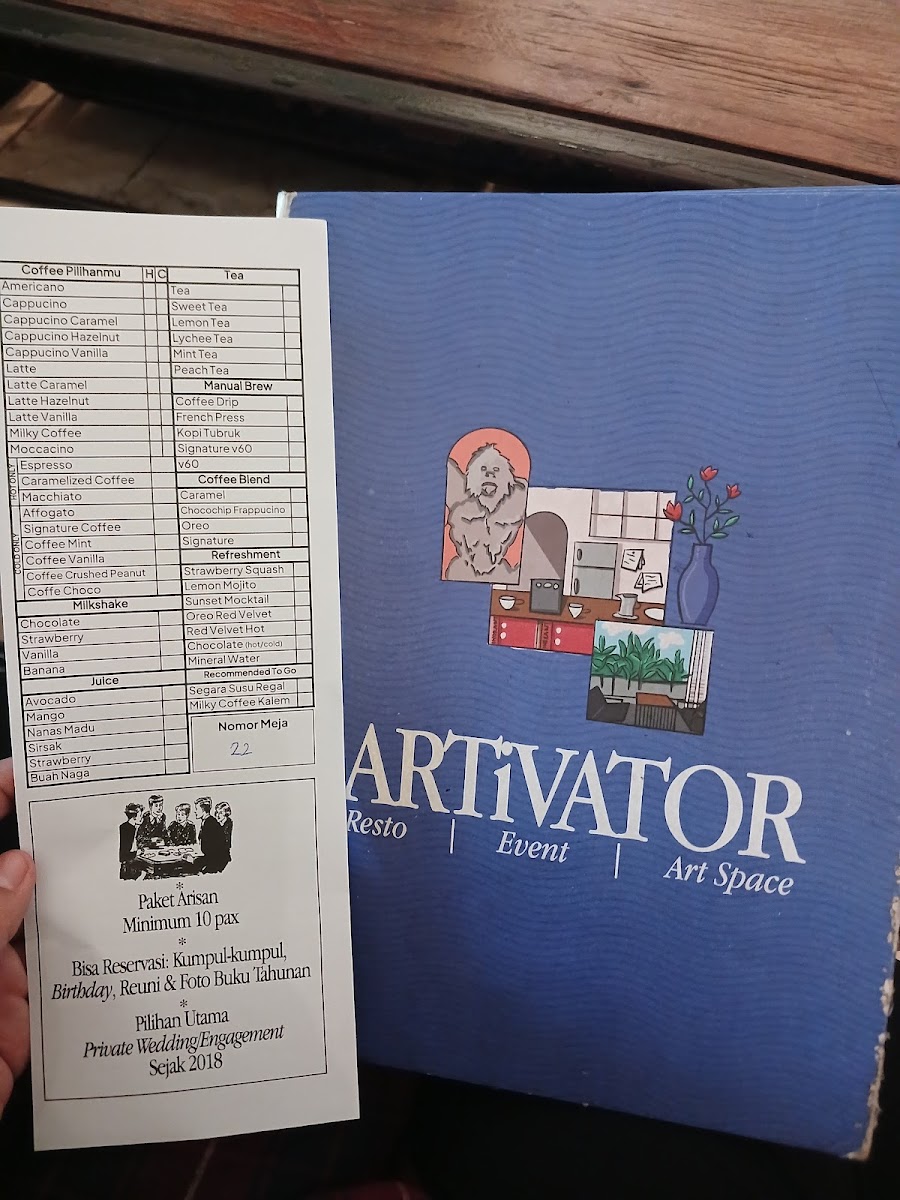 Coffee Pilihanmu H C
Americano
Cappucino
Cappucino Caramel
Cappucino Hazelnut
Cappucino Vanilla
Latte
Latte Caramel
Latte Hazelnut
Latte Vanilla
Milky Coffee
Moccacino
HOT ONLY
Espresso
Caramelized Coffee
Macchiato
COLD ONLY
Affogato
Signature Coffee
Coffee Mint
Coffee Vanilla
Coffee Crushed Peanut
Coffe Choco
Milkshake
Chocolate
Strawberry
Vanilla
Banana
Juice
Avocado
Mango
Nanas Madu
Sirsak
Strawberry
Buah Naga
Tea
Tea
Sweet Tea
Lemon Tea
Lychee Tea
Mint Tea
Peach Tea
Manual Brew
Coffee Drip
French Press
Kopi Tubruk
Signature v60
v60
Coffee Blend
Caramel
Chocochip Frappucino
Oreo
Signature
Refreshment
Strawberry Squash
Lemon Mojito
Sunset Mocktail
Oreo Red Velvet
Red Velvet Hot
Chocolate (hot/cold)
Mineral Water
Recommended To Go
Segara Susu Regal
Milky Coffee Kalem
Nomor Meja
22
*
Paket Arisan
Minimum 10 pax
*
Bisa Reservasi: Kumpul-kumpul,
Birthday, Reuni & Foto Buku Tahunan
*
Pilihan Utama
Private Wedding/Engagement
Sejak 2018
ARTiVATOR
Resto | Event | Art Space